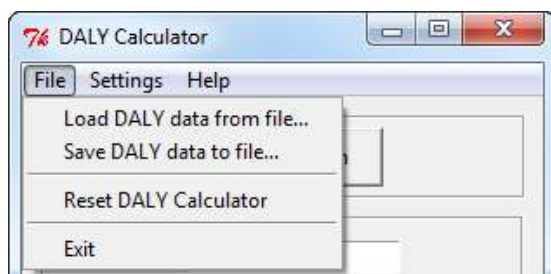 DALY Calculator
File Settings Help
Load DALY data from file...
Save DALY data to file...
Reset DALY Calculator
Exit